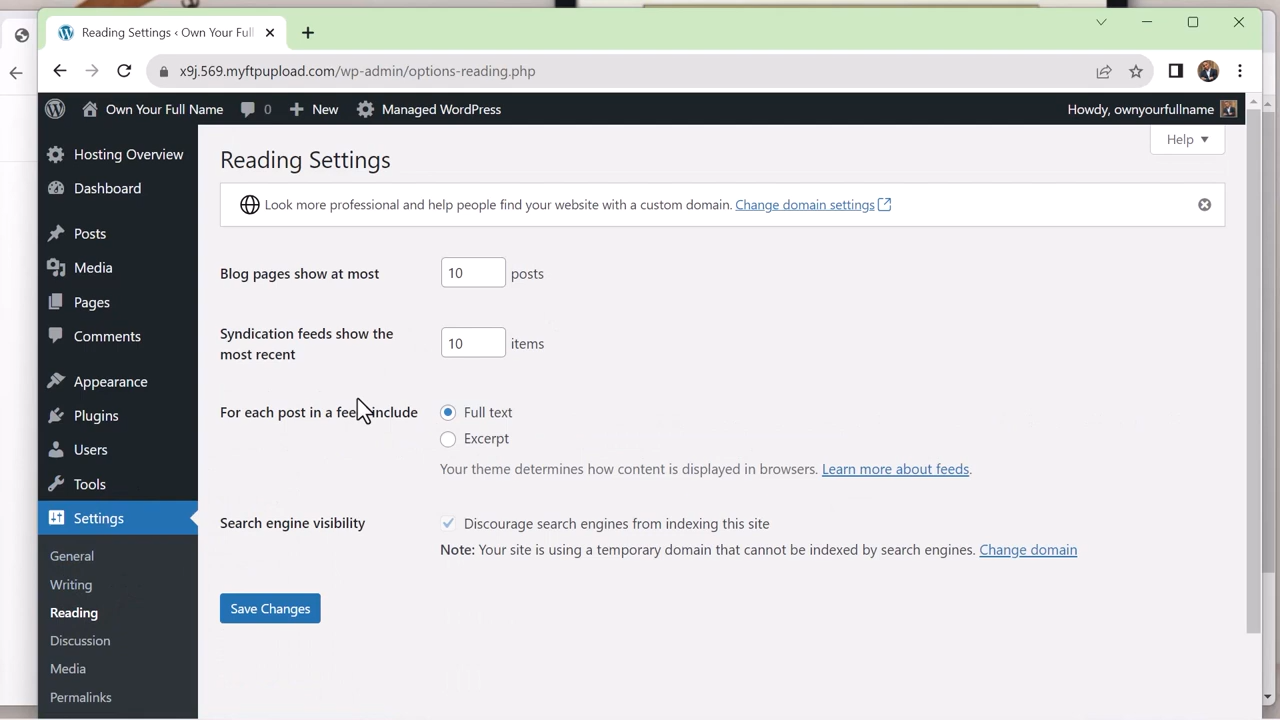 Reading Settings ‹ Own Your Full
x9j.569.myftpupload.com/wp-admin/options-reading.php
Own Your Full Name
0
New
Managed WordPress
Howdy, ownyourfullname
Hosting Overview
Dashboard
Posts
Media
Pages
Comments
Appearance
Plugins
Users
Tools
Settings
General
Writing
Reading
Discussion
Media
Permalinks
Help
Reading Settings
Look more professional and help people find your website with a custom domain. Change domain settings
Blog pages show at most 10 posts
Syndication feeds show the
most recent
10 items
For each post in a feed, include
Full text
Excerpt
Your theme determines how content is displayed in browsers. Learn more about feeds.
Search engine visibility
Discourage search engines from indexing this site
Note: Your site is using a temporary domain that cannot be indexed by search engines. Change domain
Save Changes